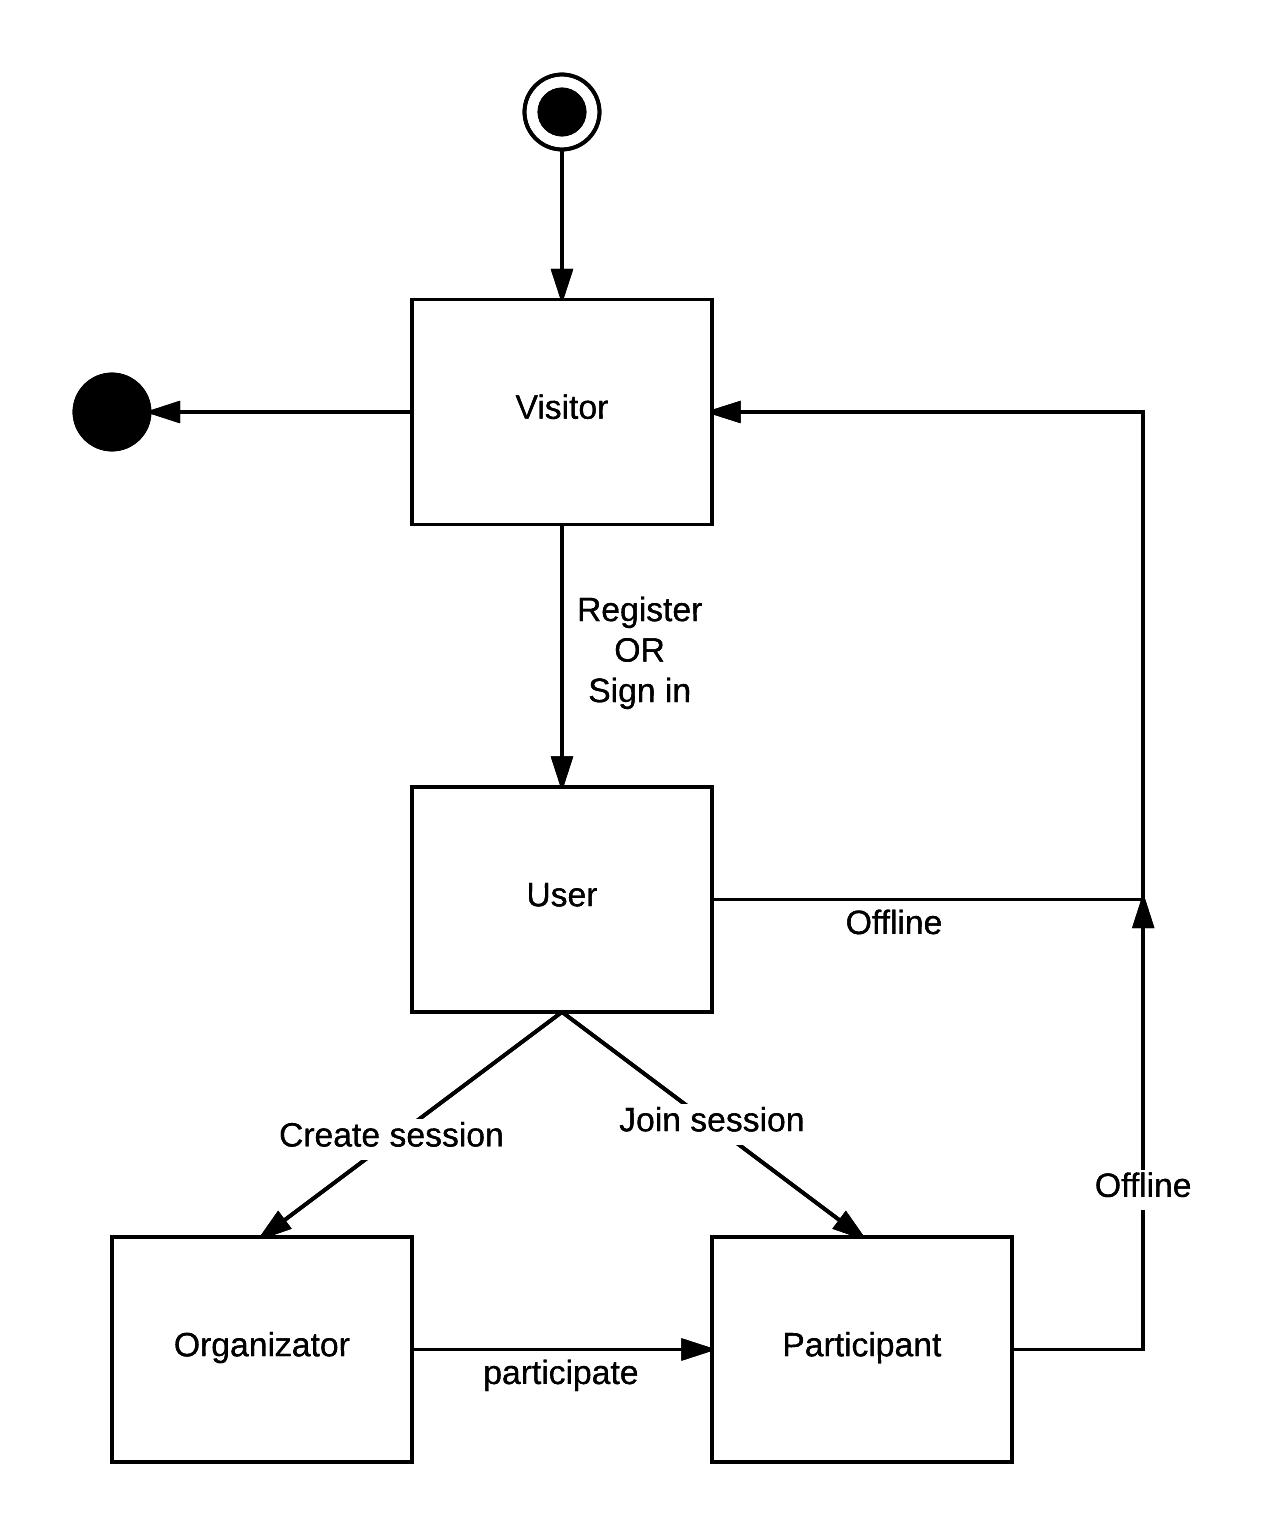 Visitor
Register
OR
Sign in
User
Offline
Create session
Join session
Offline
Organizator
participate
Participant